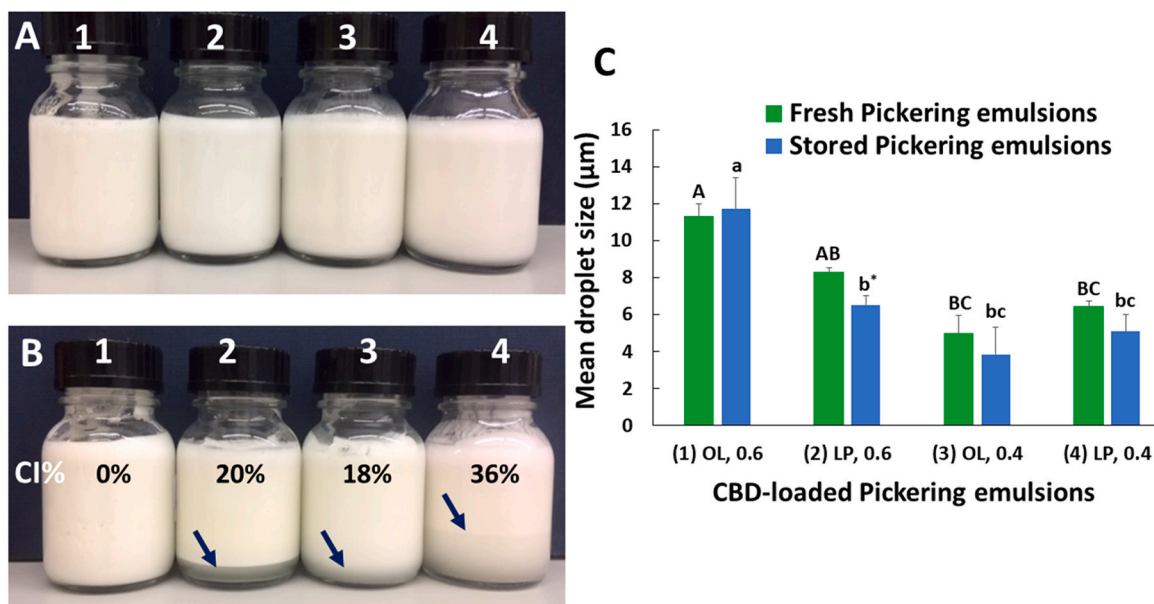 A
1 2 3 4
B
1 2 3 4
CI% 0% 20% 18% 36%
C
Fresh Pickering emulsions
Stored Pickering emulsions
Mean droplet size (µm)
16
14
12
10
8
6
4
2
0
A a
AB b*
BC bc
BC bc
(1) OL, 0.6 (2) LP, 0.6 (3) OL, 0.4 (4) LP, 0.4
CBD-loaded Pickering emulsions